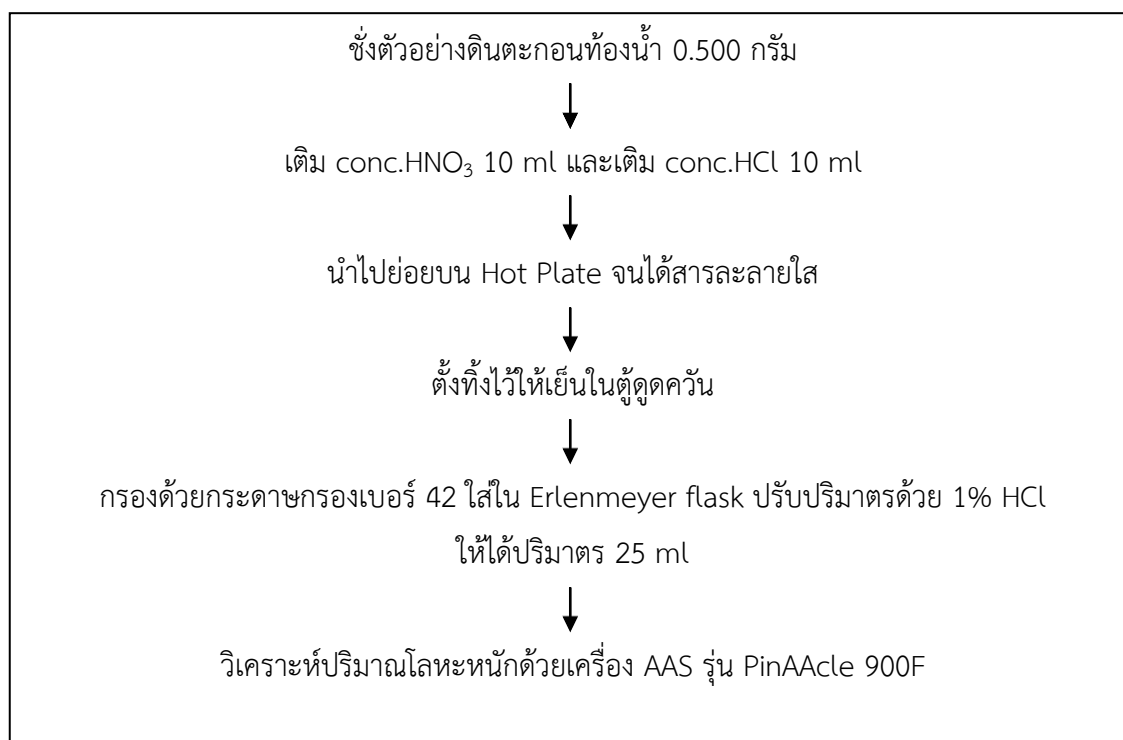 ชั่งตัวอย่างดินตะกอนท้องน้ำ 0.500 กรัม
เติม conc.HNO₃ 10 ml และเติม conc.HCl 10 ml
นำไปย่อยบน Hot Plate จนได้สารละลายใส
ตั้งทิ้งไว้ให้เย็นในตู้ดูดควัน
กรองด้วยกระดาษกรองเบอร์ 42 ใส่ใน Erlenmeyer flask ปรับปริมาตรด้วย 1% HCl
ให้ได้ปริมาตร 25 ml
วิเคราะห์ปริมาณโลหะหนักด้วยเครื่อง AAS รุ่น PinAAcle 900F